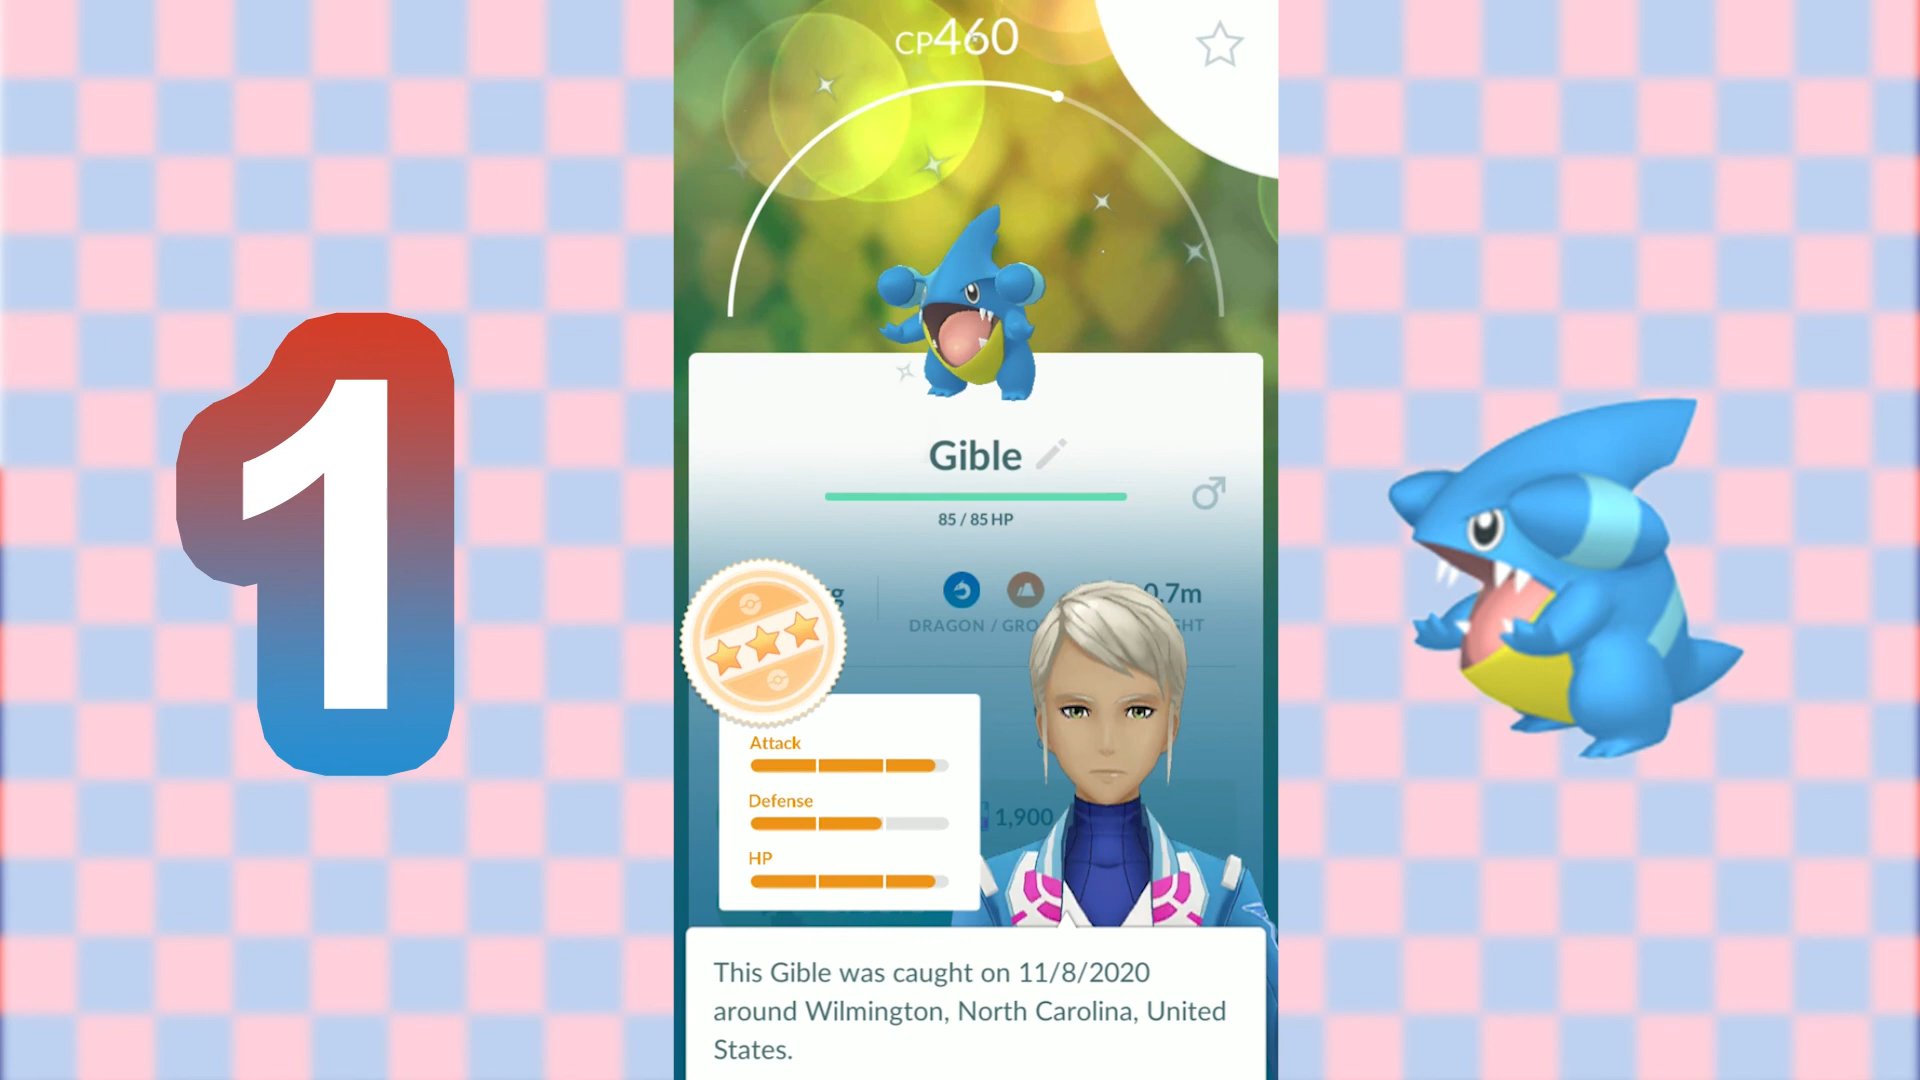 CP460
1
Gible
85 / 85 HP
g
0.7m
DRAGON / GRO
HT
Attack
Defense
1,900
HP
This Gible was caught on 11/8/2020
around Wilmington, North Carolina, United
States.